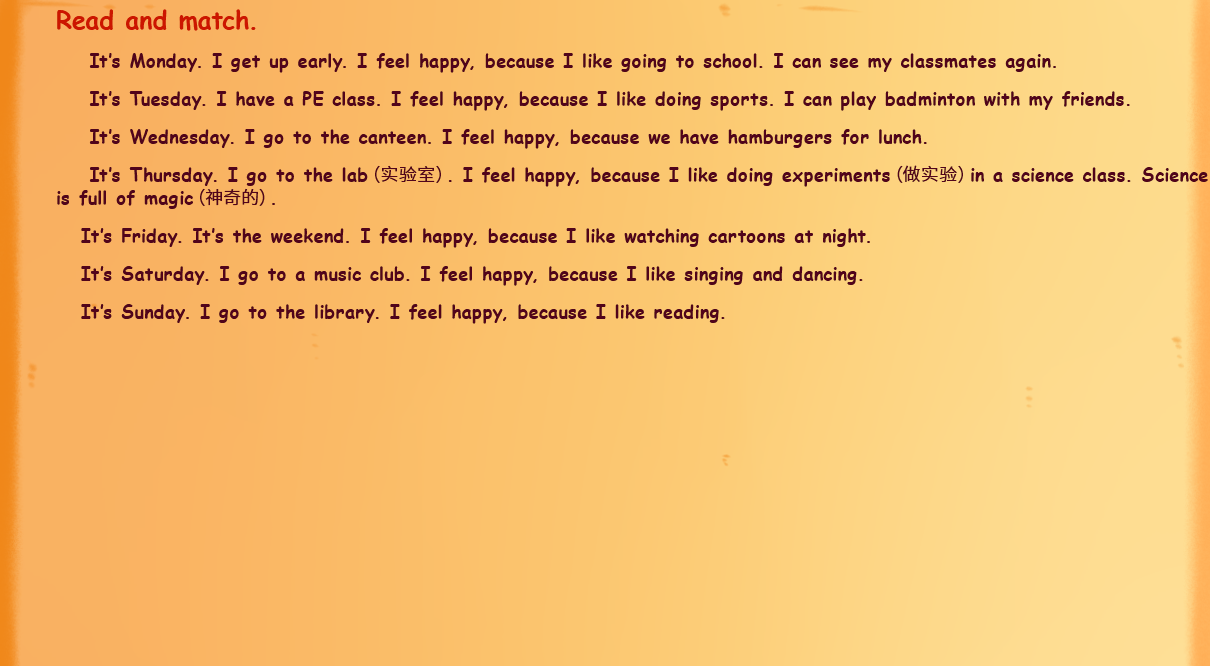 Read and match.
It's Monday. I get up early. I feel happy, because I like going to school. I can see my classmates again.
It's Tuesday. I have a PE class. I feel happy, because I like doing sports. I can play badminton with my friends.
It's Wednesday. I go to the canteen. I feel happy, because we have hamburgers for lunch.
It's Thursday. I go to the lab (实验室). I feel happy, because I like doing experiments (做实验) in a science class. Science
is full of magic (神奇的).
It's Friday. It's the weekend. I feel happy, because I like watching cartoons at night.
It's Saturday. I go to a music club. I feel happy, because I like singing and dancing.
It's Sunday. I go to the library. I feel happy, because I like reading.